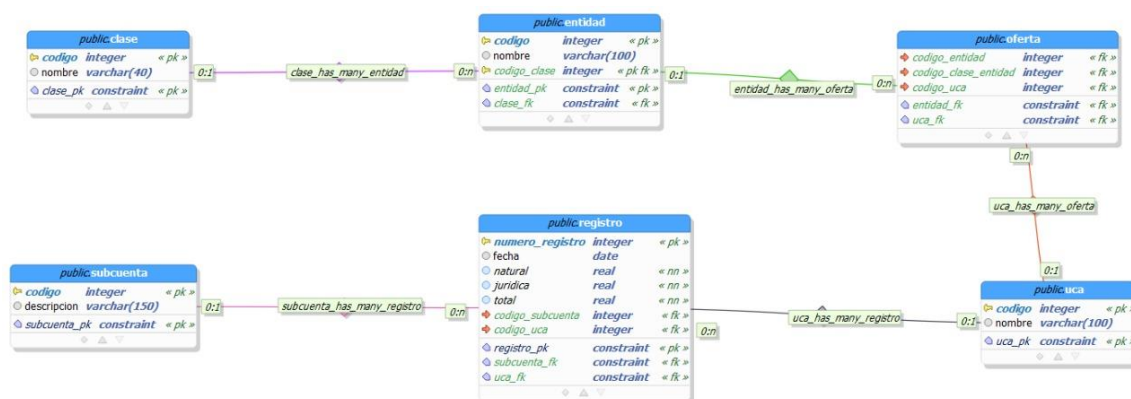 public.clase
codigo integer « pk »
nombre varchar(40)
clase_pk constraint « pk »
0:1
clase_has_many_entidad
0:n
public.entidad
codigo integer « pk »
nombre varchar(100)
codigo_clase integer « pk fk »
entidad_pk constraint « pk »
clase_fk constraint « fk »
0:1
entidad_has_many_oferta
0:n
public.oferta
codigo_entidad integer « fk »
codigo_clase_entidad integer « fk »
codigo_uca integer « fk »
entidad_fk constraint « fk »
uca_fk constraint « fk »
0:n
uca_has_many_oferta
0:1
public.subcuenta
codigo integer « pk »
descripcion varchar(150)
subcuenta_pk constraint « pk »
0:1
subcuenta_has_many_registro
0:n
public.registro
numero_registro integer « pk »
fecha date
natural real « nn »
juridica real « nn »
total real « nn »
codigo_subcuenta integer « fk »
codigo_uca integer « fk »
registro_pk constraint « pk »
subcuenta_fk constraint « fk »
uca_fk constraint « fk »
0:n
uca_has_many_registro
0:1
public.uca
codigo integer « pk »
nombre varchar(100)
uca_pk constraint « pk »